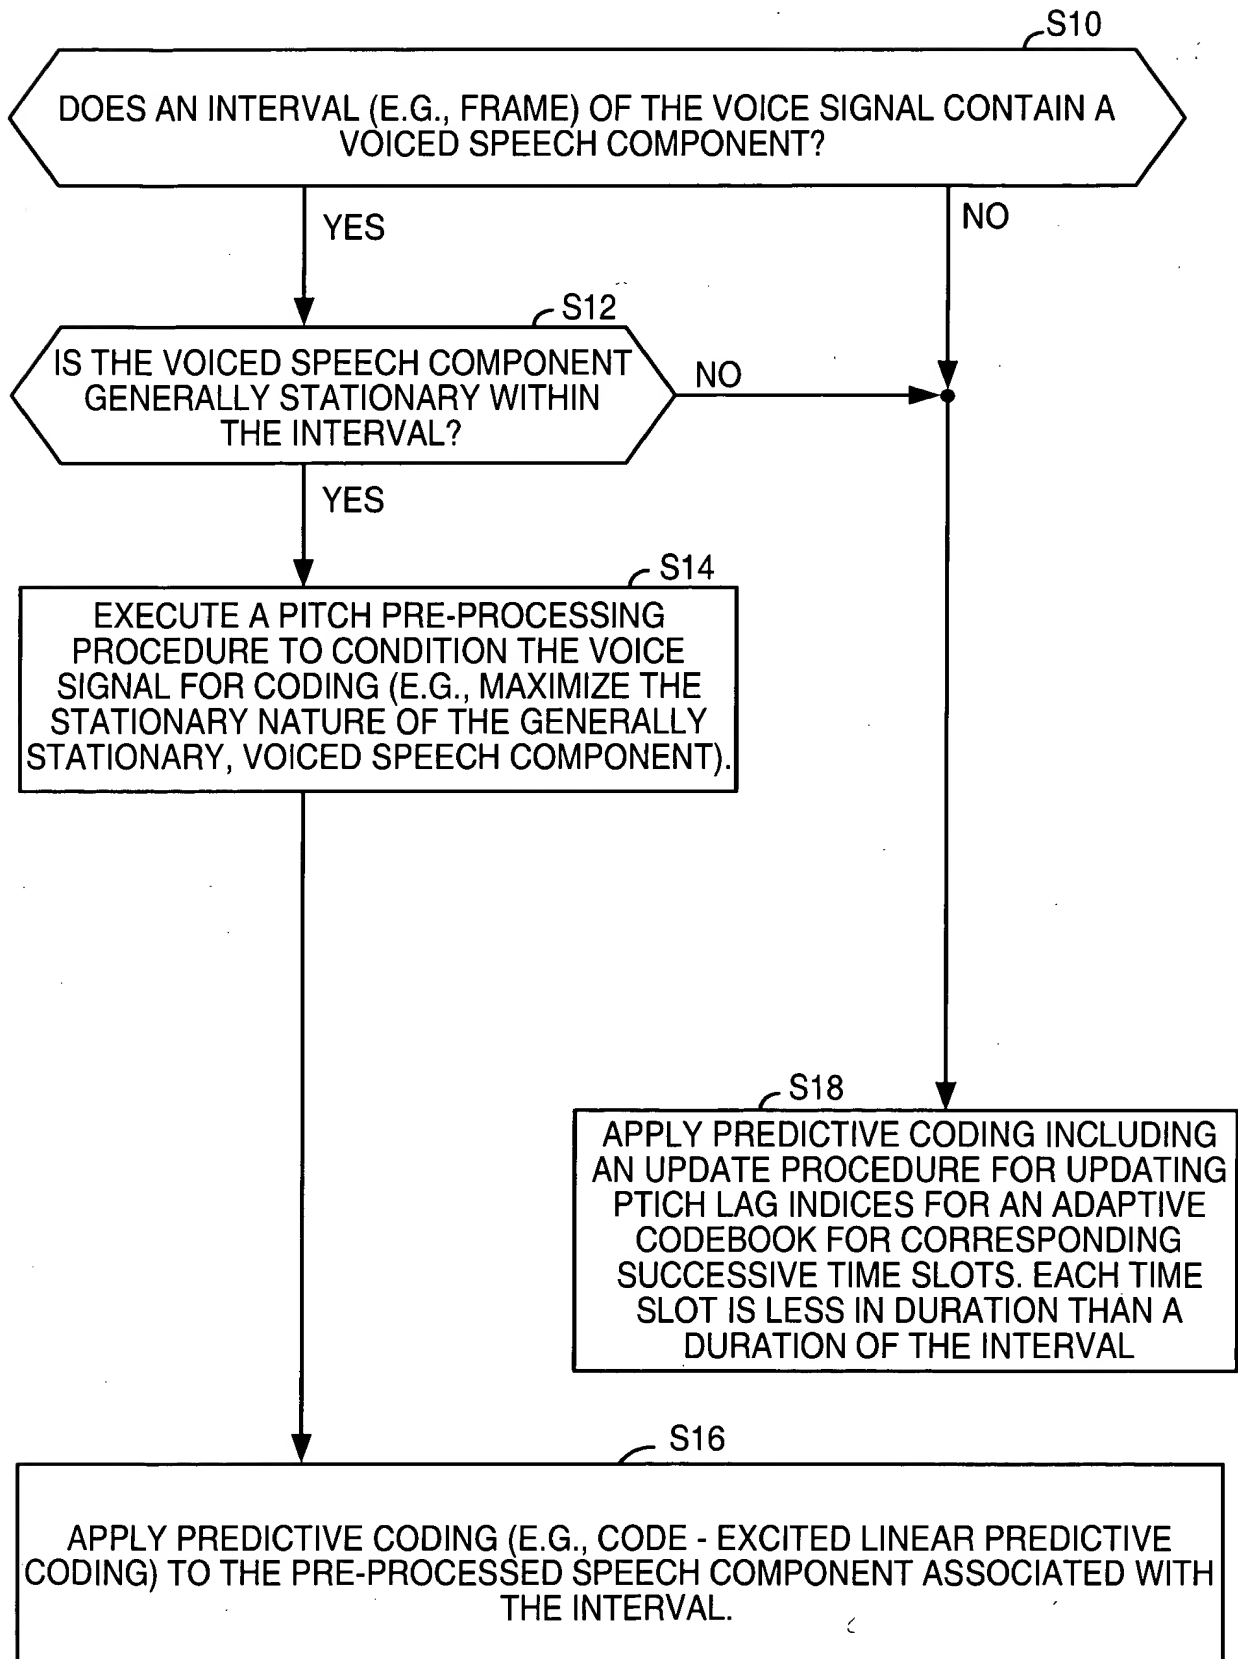 S10
DOES AN INTERVAL (E.G., FRAME) OF THE VOICE SIGNAL CONTAIN A
VOICED SPEECH COMPONENT?
YES
NO
S12
IS THE VOICED SPEECH COMPONENT
GENERALLY STATIONARY WITHIN
THE INTERVAL?
NO
YES
S14
EXECUTE A PITCH PRE-PROCESSING
PROCEDURE TO CONDITION THE VOICE
SIGNAL FOR CODING (E.G., MAXIMIZE THE
STATIONARY NATURE OF THE GENERALLY
STATIONARY, VOICED SPEECH COMPONENT).
S18
APPLY PREDICTIVE CODING INCLUDING
AN UPDATE PROCEDURE FOR UPDATING
PTICH LAG INDICES FOR AN ADAPTIVE
CODEBOOK FOR CORRESPONDING
SUCCESSIVE TIME SLOTS. EACH TIME
SLOT IS LESS IN DURATION THAN A
DURATION OF THE INTERVAL
S16
APPLY PREDICTIVE CODING (E.G., CODE - EXCITED LINEAR PREDICTIVE
CODING) TO THE PRE-PROCESSED SPEECH COMPONENT ASSOCIATED WITH
THE INTERVAL.